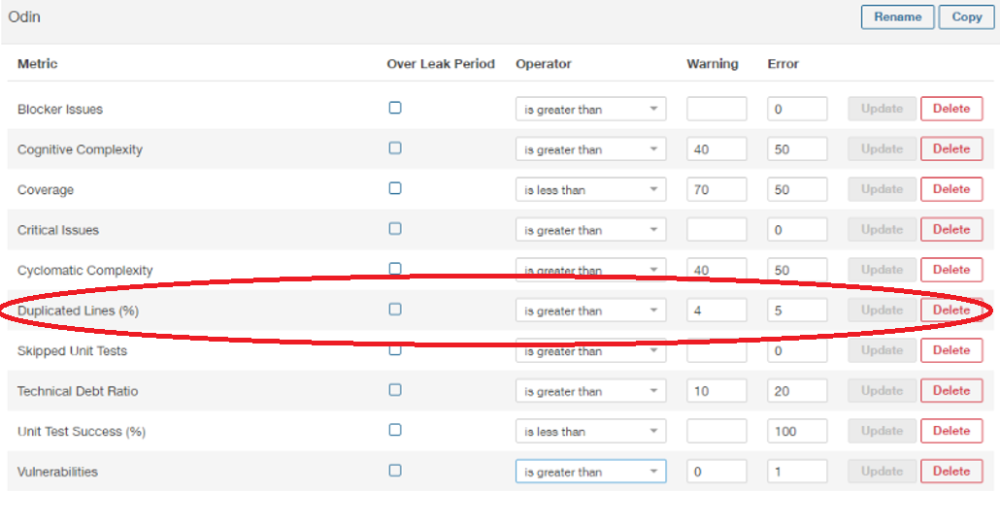 Odin Rename Copy
Metric Over Leak Period Operator Warning Error
Blocker Issues is greater than 0 Update Delete
Cognitive Complexity is greater than 40 50 Update Delete
Coverage is less than 70 50 Update Delete
Critical Issues is greater than 0 Update Delete
Cyclomatic Complexity is greater than 40 50 Update Delete
Duplicated Lines (%) is greater than 4 5 Update Delete
Skipped Unit Tests is greater than 0 Update Delete
Technical Debt Ratio is greater than 10 20 Update Delete
Unit Test Success (%) is less than 100 Update Delete
Vulnerabilities is greater than 0 1 Update Delete